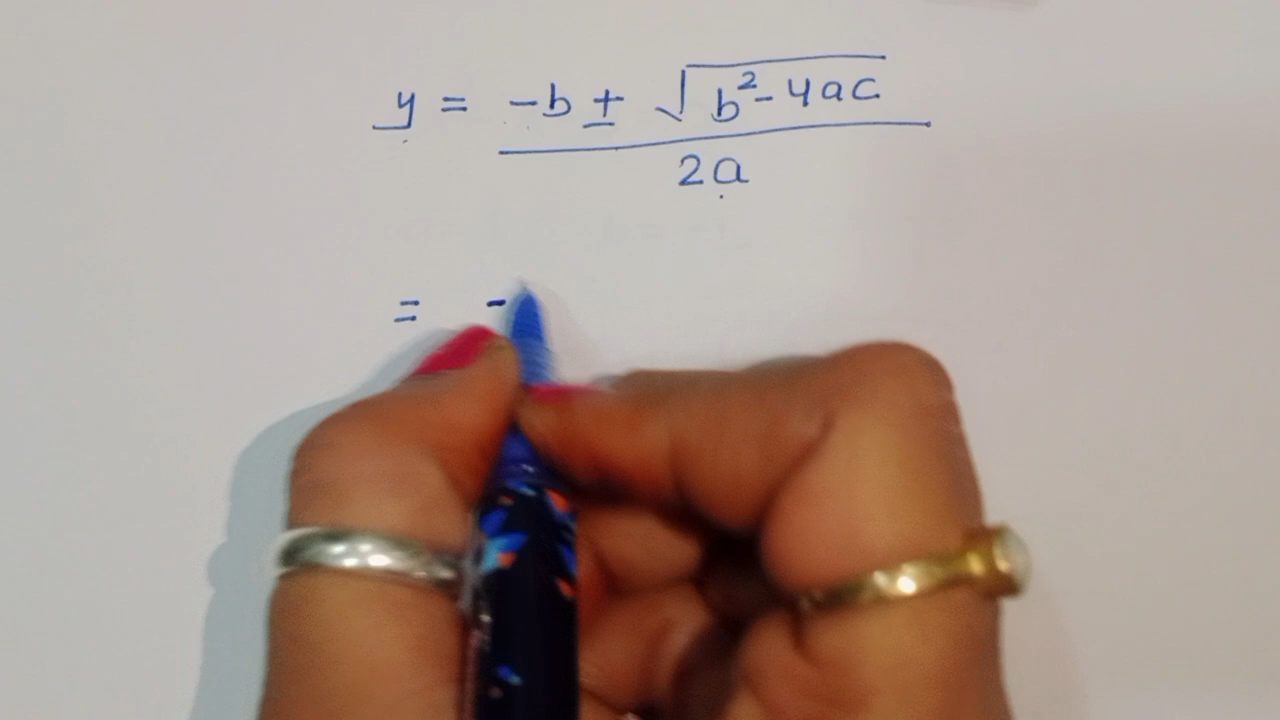 y = -b ± √(b² - 4ac) / 2a
= -